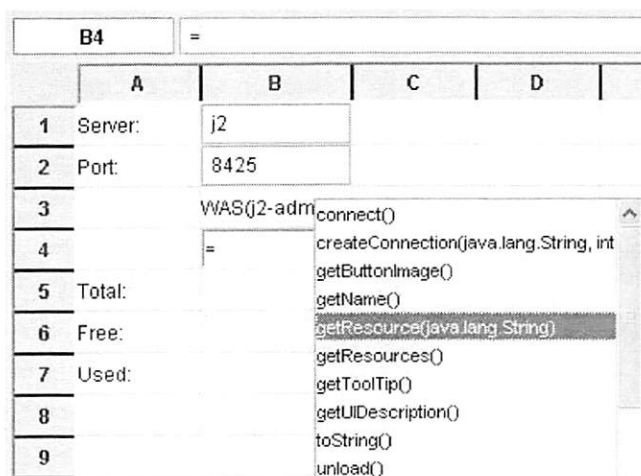 B4 =
A B C D
1 Server: j2
2 Port: 8425
3 WAS(j2-adm connect()
4 = createConnection(java.lang.String, int
getButtonImage()
5 Total: getName()
6 Free: getResource(java.lang.String)
getResources()
7 Used: getToolTip()
8 getUIDescription()
toString()
9 unload()